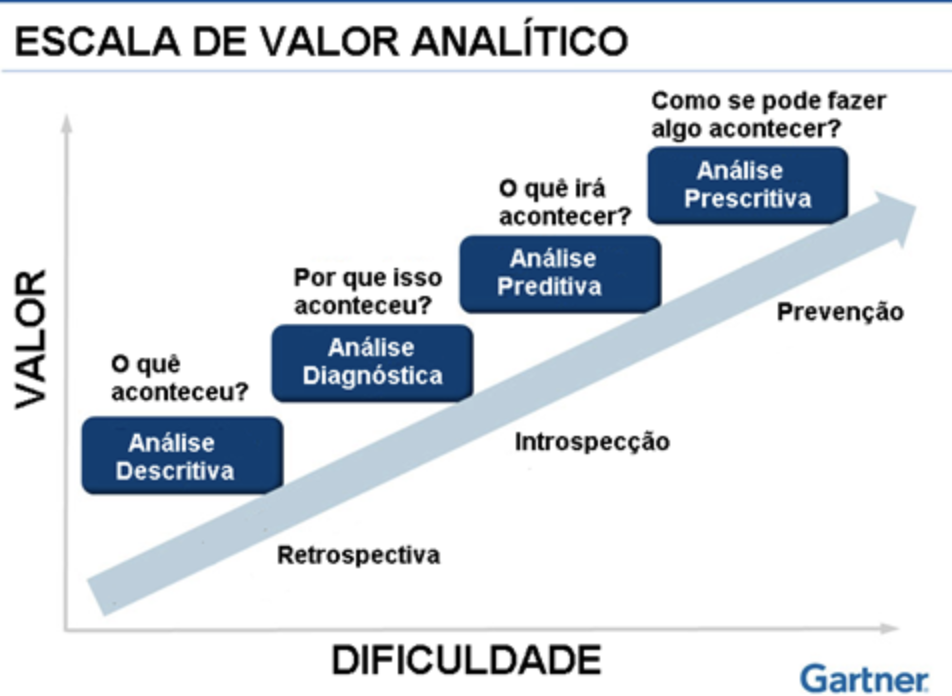 ESCALA DE VALOR ANALÍTICO
Como se pode fazer
algo acontecer?
Análise
Prescritiva
O quê irá
acontecer?
Análise
Preditiva
Por que isso
aconteceu?
Análise
Diagnóstica
O quê
aconteceu?
Análise
Descritiva
Prevenção
Introspecção
Retrospectiva
VALOR
DIFICULDADE
Gartner